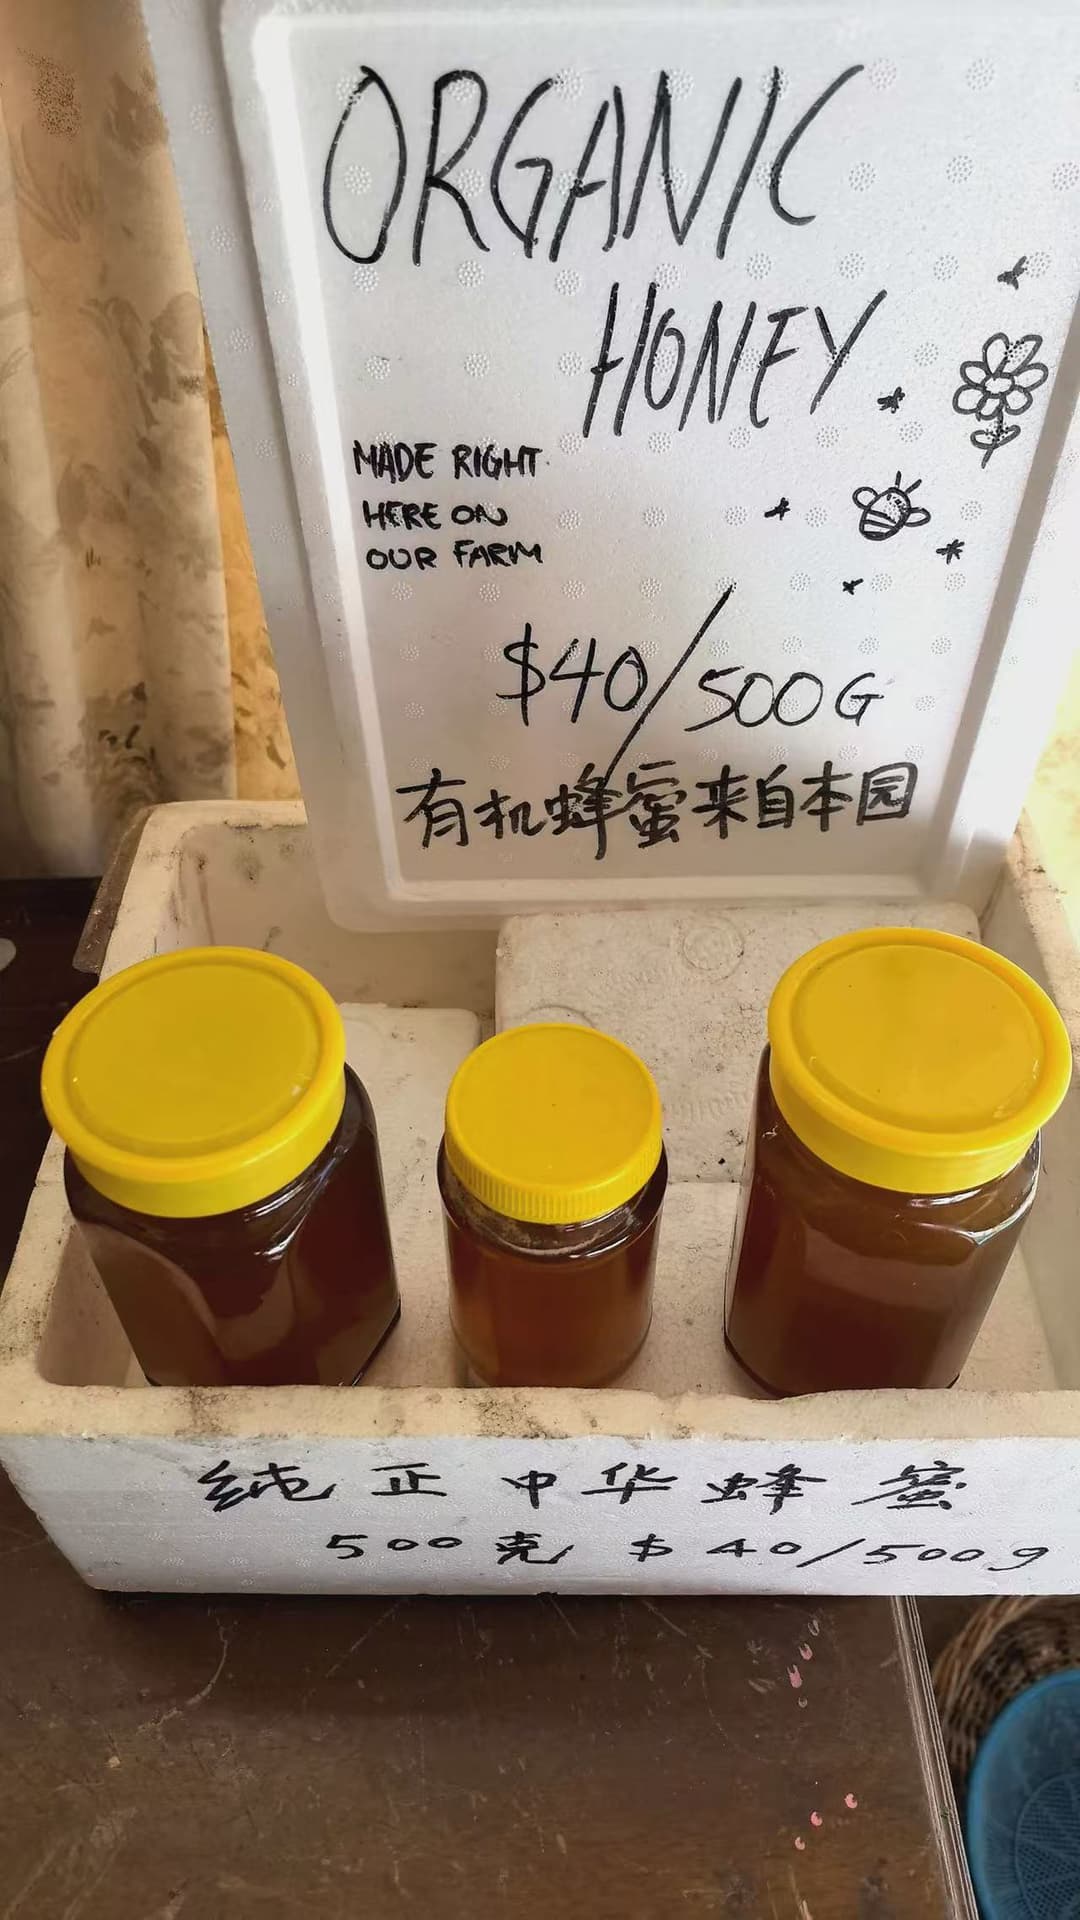 ORGANIC
HONEY
MADE RIGHT
HERE ON
OUR FARM
$40/500G
有机蜂蜜来自本园
纯正中华蜂蜜
500克 $40/500g